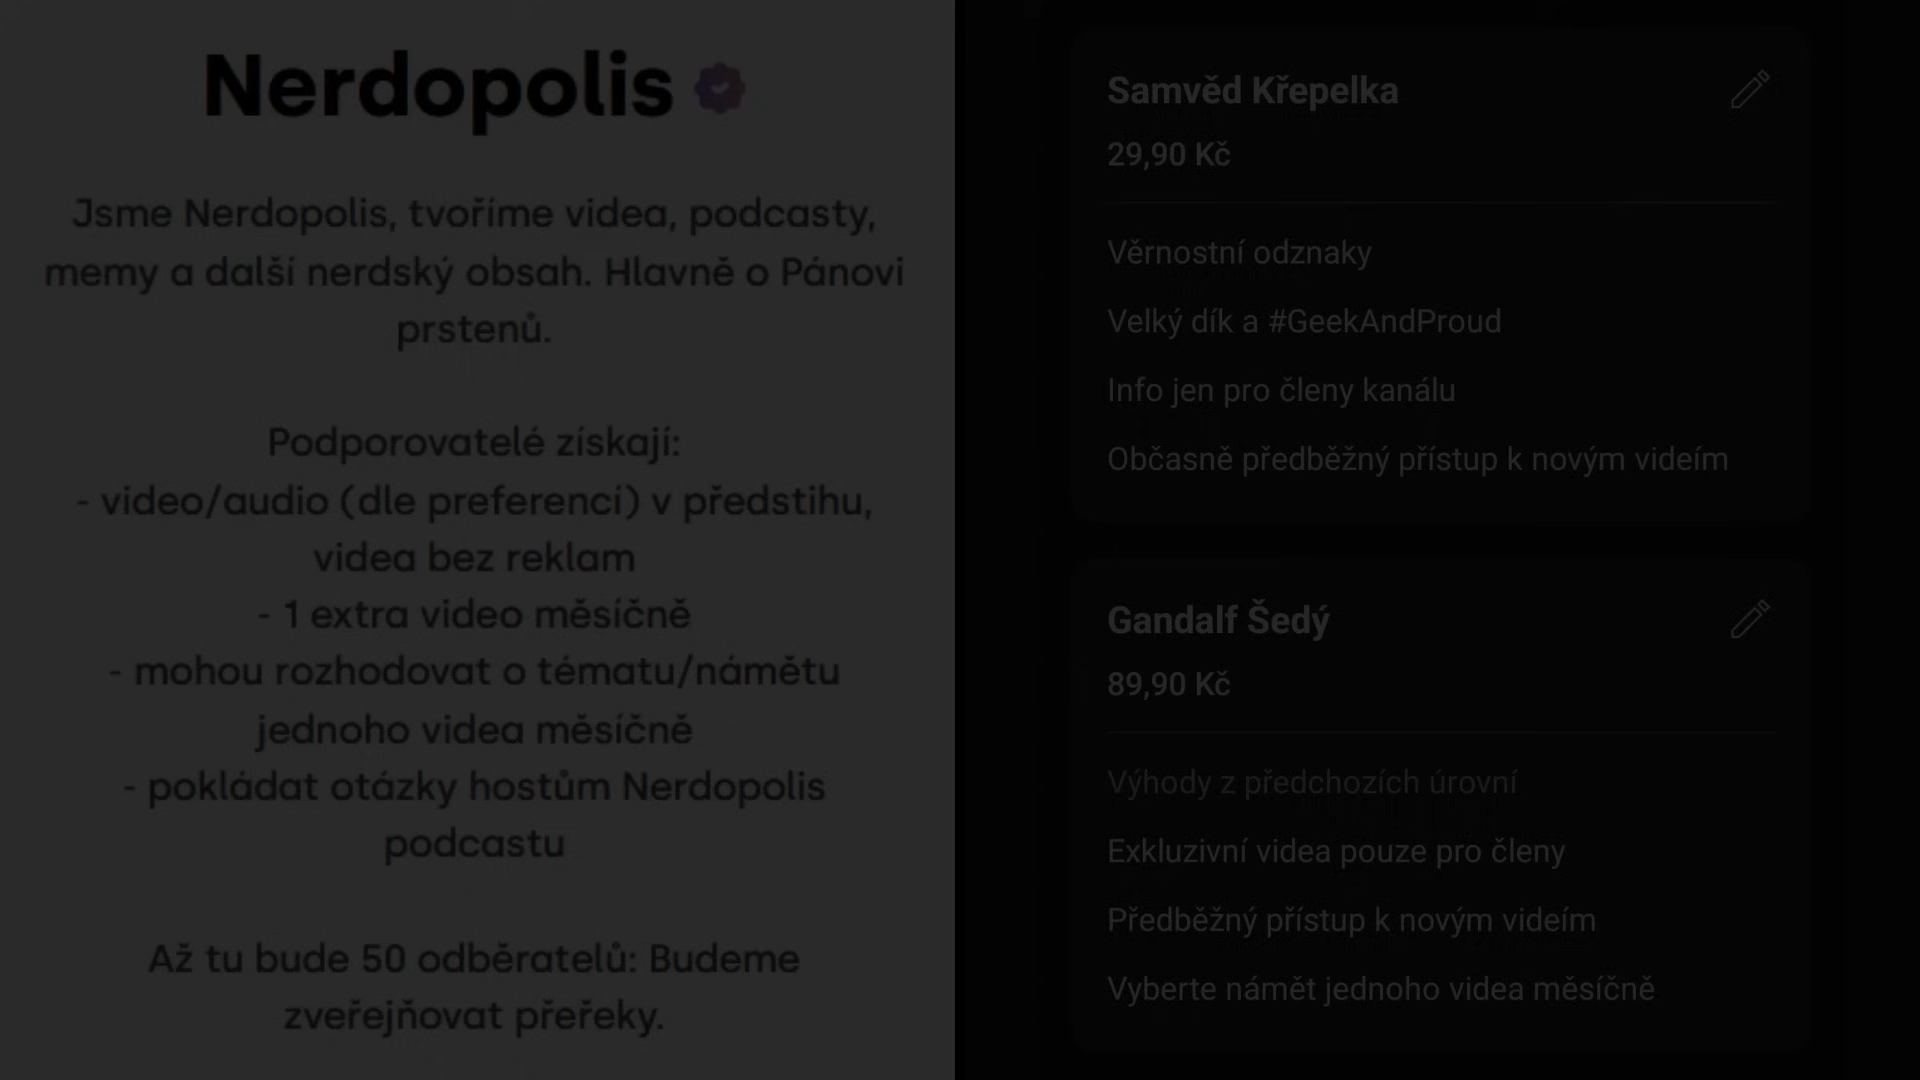 Nerdopolis
Jsme Nerdopolis, tvoříme videa, podcasty,
memy a další nerdský obsah. Hlavně o Pánovi
prstenů.
Podporovatelé získají:
- video/audio (dle preferencí) v předstihu,
videa bez reklam
- 1 extra video měsíčně
- mohou rozhodovat o tématu/námětu
jednoho videa měsíčně
- pokládat otázky hostům Nerdopolis
podcastu
Až tu bude 50 odběratelů: Budeme
zveřejňovat přeřeky.
Samvěd Křepelka
29,90 Kč
Věrnostní odznaky
Velký dík a #GeekAndProud
Info jen pro členy kanálu
Občasně předběžný přístup k novým videím
Gandalf Šedý
89,90 Kč
Výhody z předchozích úrovní
Exkluzivní videa pouze pro členy
Předběžný přístup k novým videím
Vyberte námět jednoho videa měsíčně